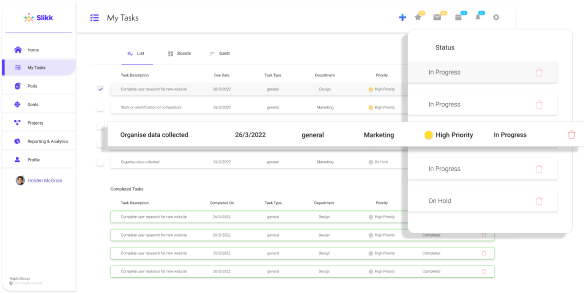 Slikk
My Tasks
Home
My Tasks
Pods
Goals
Projects
Reporting & Analytics
Profile
Holden McGroin
List
Boards
Gantt
Task Description Due Date Task Type Department Priority
Complete user research for new website 26/3/2022 general Design High Priority
Work on identification of competitors 26/3/2022 general Marketing High Priority
Organise data collected 26/3/2022 general Marketing High Priority In Progress
Organise data collected 26/3/2022 general Marketing On Hold
Status
In Progress
In Progress
In Progress
On Hold
Completed Tasks
Task Description Completed On Task Type Department Priority
Complete user research for new website 26/3/2022 general Design High Priority
Complete user research for new website 26/3/2022 general Design High Priority Completed
Complete user research for new website 26/3/2022 general Design High Priority Completed
Complete user research for new website 26/3/2022 general Design High Priority Completed